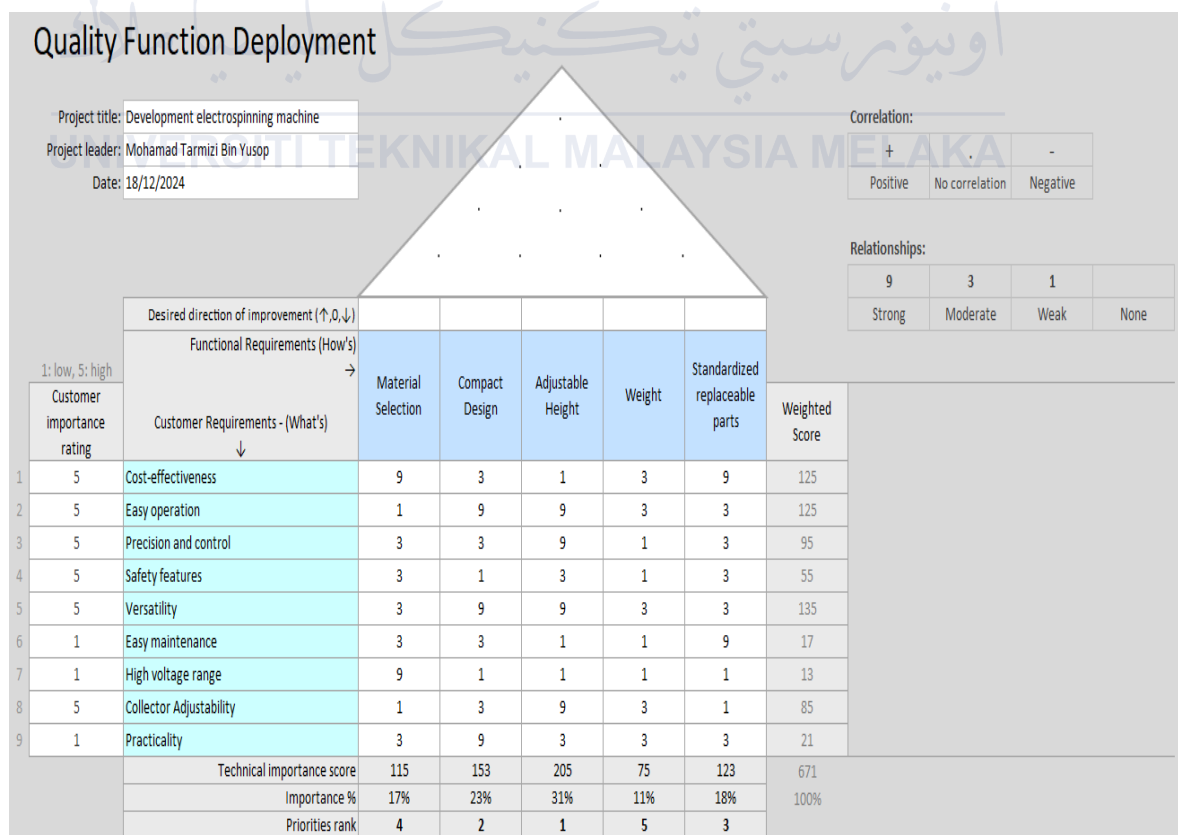 اونيۏرسيتي تيكنيكل مليسيا ملاك
Quality Function Deployment
UNIVERSITI TEKNIKAL MALAYSIA MELAKA
Project title: Development electrospinning machine
Project leader: Mohamad Tarmizi Bin Yusop
Date: 18/12/2024
Correlation:
+ . -
Positive No correlation Negative
Relationships:
9 3 1
Strong Moderate Weak None
Desired direction of improvement (↑,0,↓)
1: low, 5: high
Customer importance rating
Functional Requirements (How's) →
Customer Requirements - (What's) ↓
Material Selection
Compact Design
Adjustable Height
Weight
Standardized replaceable parts
Weighted Score
1 5 Cost-effectiveness 9 3 1 3 9 125
2 5 Easy operation 1 9 9 3 3 125
3 5 Precision and control 3 3 9 1 3 95
4 5 Safety features 3 1 3 1 3 55
5 5 Versatility 3 9 9 3 3 135
6 1 Easy maintenance 3 3 1 1 9 17
7 1 High voltage range 9 1 1 1 1 13
8 5 Collector Adjustability 1 3 9 3 1 85
9 1 Practicality 3 9 3 3 3 21
Technical importance score 115 153 205 75 123 671
Importance % 17% 23% 31% 11% 18% 100%
Priorities rank 4 2 1 5 3